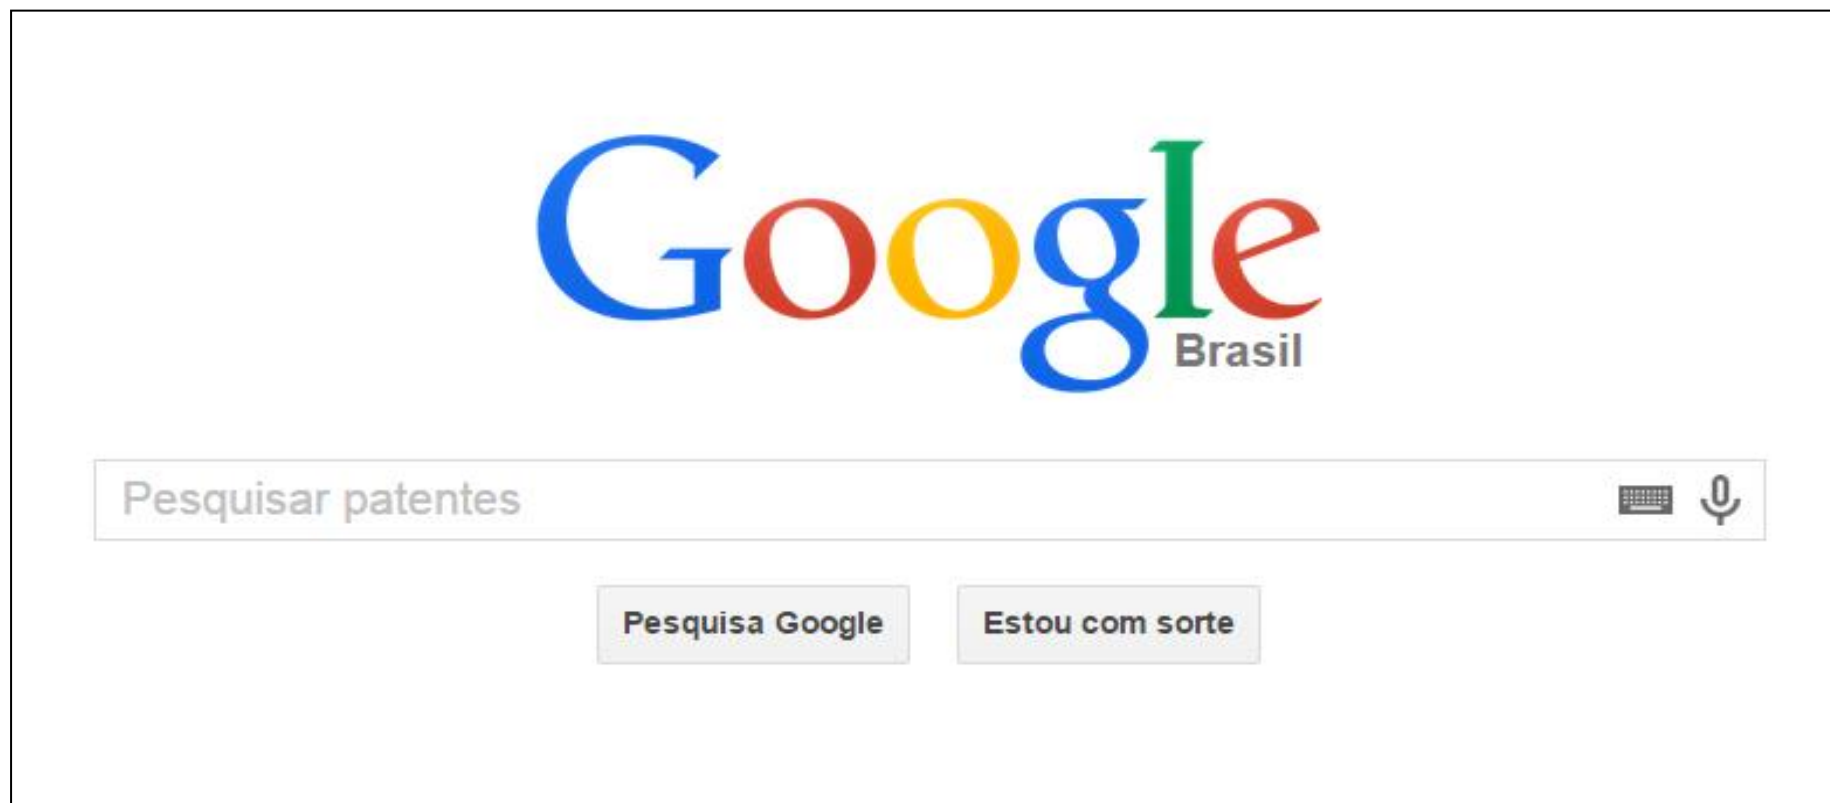 Google
Brasil
Pesquisar patentes
Pesquisa Google
Estou com sorte